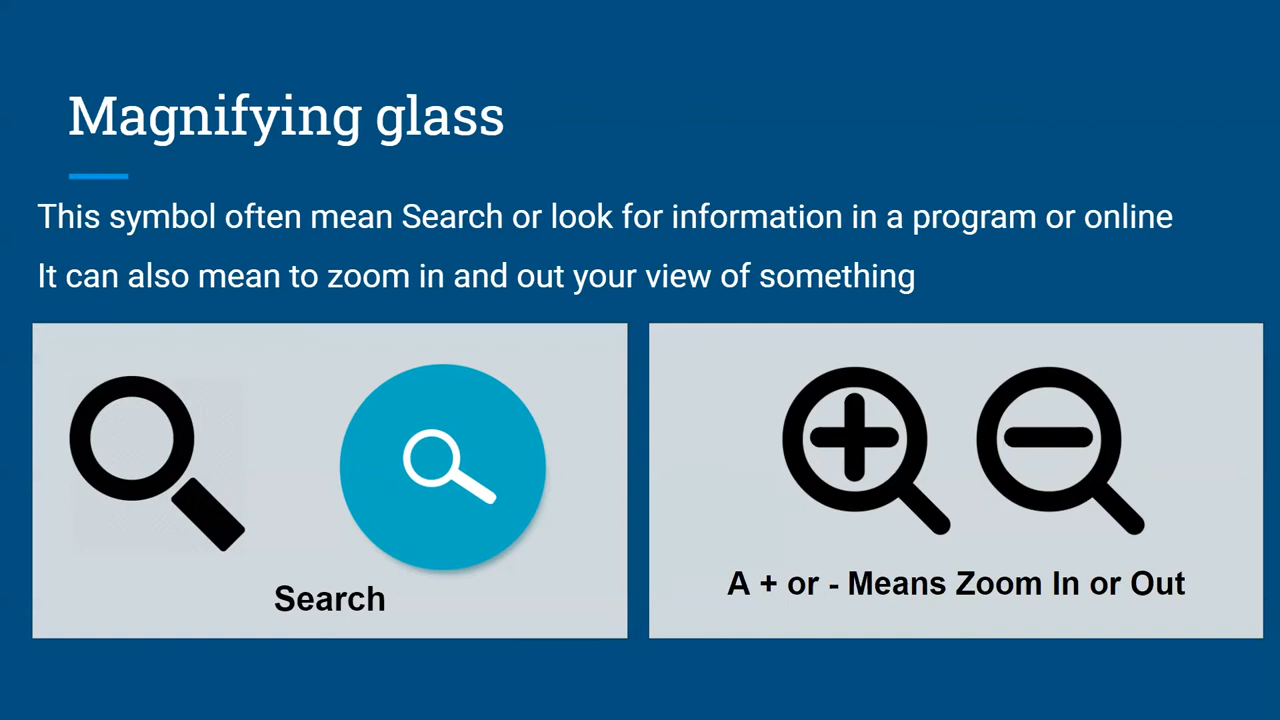 Magnifying glass
This symbol often mean Search or look for information in a program or online
It can also mean to zoom in and out your view of something
Search
A + or - Means Zoom In or Out